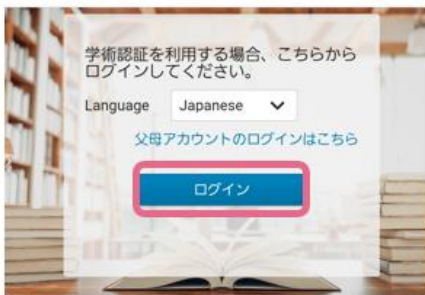 学術認証を利用する場合、こちらから
ログインしてください。
Language Japanese
父母アカウントのログインはこちら
ログイン